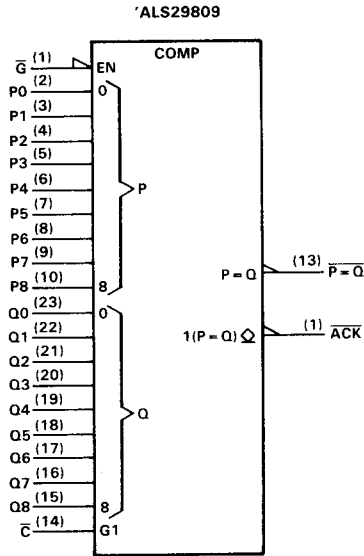 'ALS29809
COMP
G̅ (1) EN
P0 (2) 0
P1 (3)
P2 (4)
P3 (5)
P4 (6) P
P5 (7)
P6 (8)
P7 (9)
P8 (10) 8
P = Q (13) P̅=̅Q̅
Q0 (23) 0
1(P = Q) (1) A̅C̅K̅
Q1 (22)
Q2 (21)
Q3 (20)
Q4 (19) Q
Q5 (18)
Q6 (17)
Q7 (16)
Q8 (15) 8
C̅ (14) G1